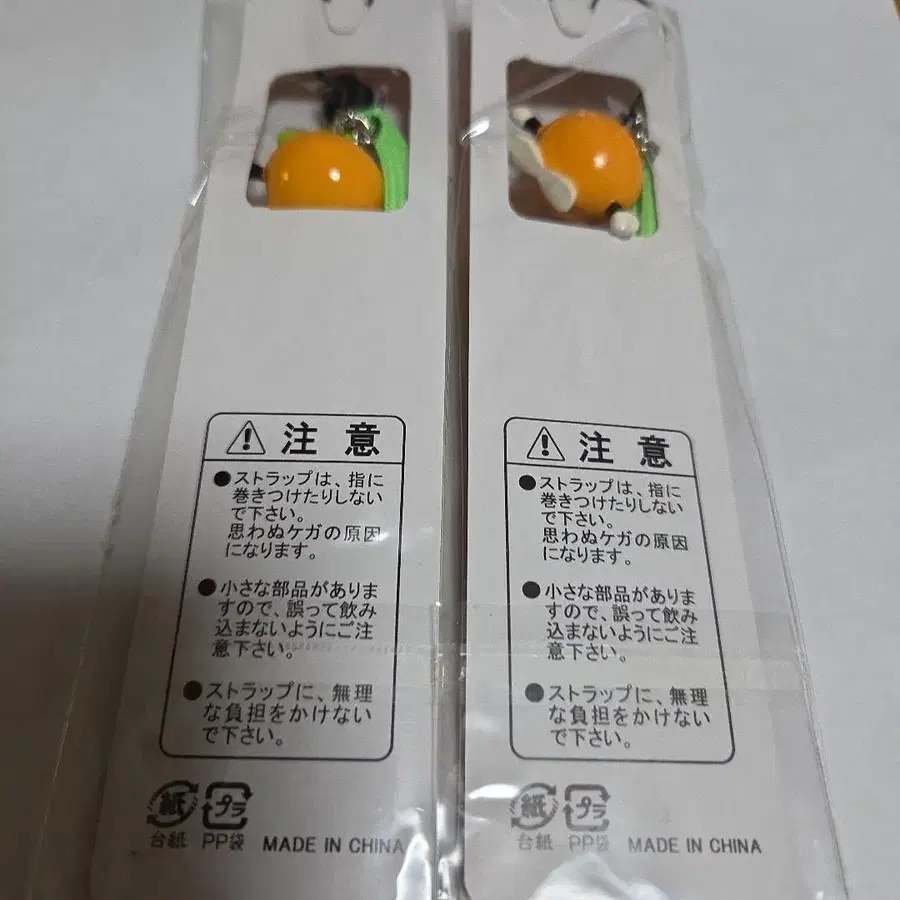 注意
●ストラップは、指に
巻きつけたりしない
で下さい。
思わぬケガの原因
になります。
●小さな部品がありま
すので、誤って飲み
込まないようにご注
意下さい。
●ストラップに、無理
な負担をかけない
で下さい。
紙 プラ
台紙 PP袋 MADE IN CHINA
注意
●ストラップは、指に
巻きつけたりしない
で下さい。
思わぬケガの原因
になります。
●小さな部品がありま
すので、誤って飲み
込まないようにご注
意下さい。
●ストラップに、無理
な負担をかけない
で下さい。
紙 プラ
台紙 PP袋 MADE IN CHINA